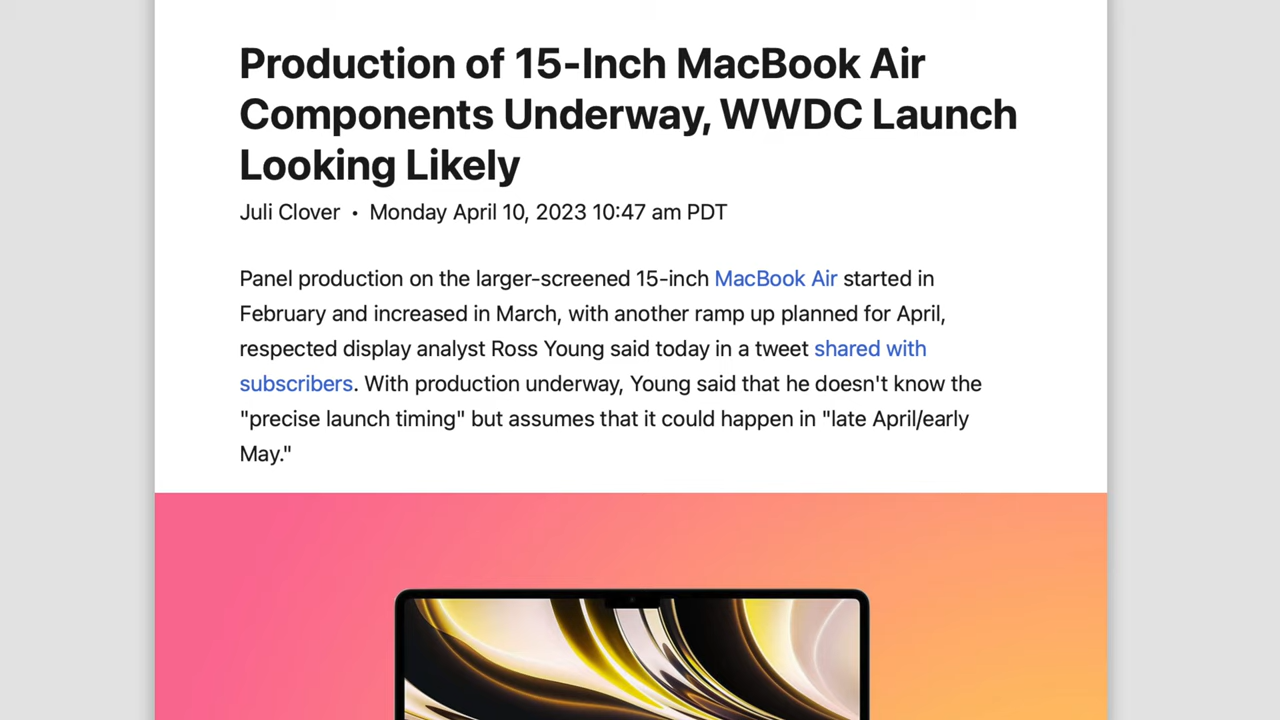 Production of 15-Inch MacBook Air
Components Underway, WWDC Launch
Looking Likely
Juli Clover • Monday April 10, 2023 10:47 am PDT
Panel production on the larger-screened 15-inch MacBook Air started in
February and increased in March, with another ramp up planned for April,
respected display analyst Ross Young said today in a tweet shared with
subscribers. With production underway, Young said that he doesn't know the
"precise launch timing" but assumes that it could happen in "late April/early
May."